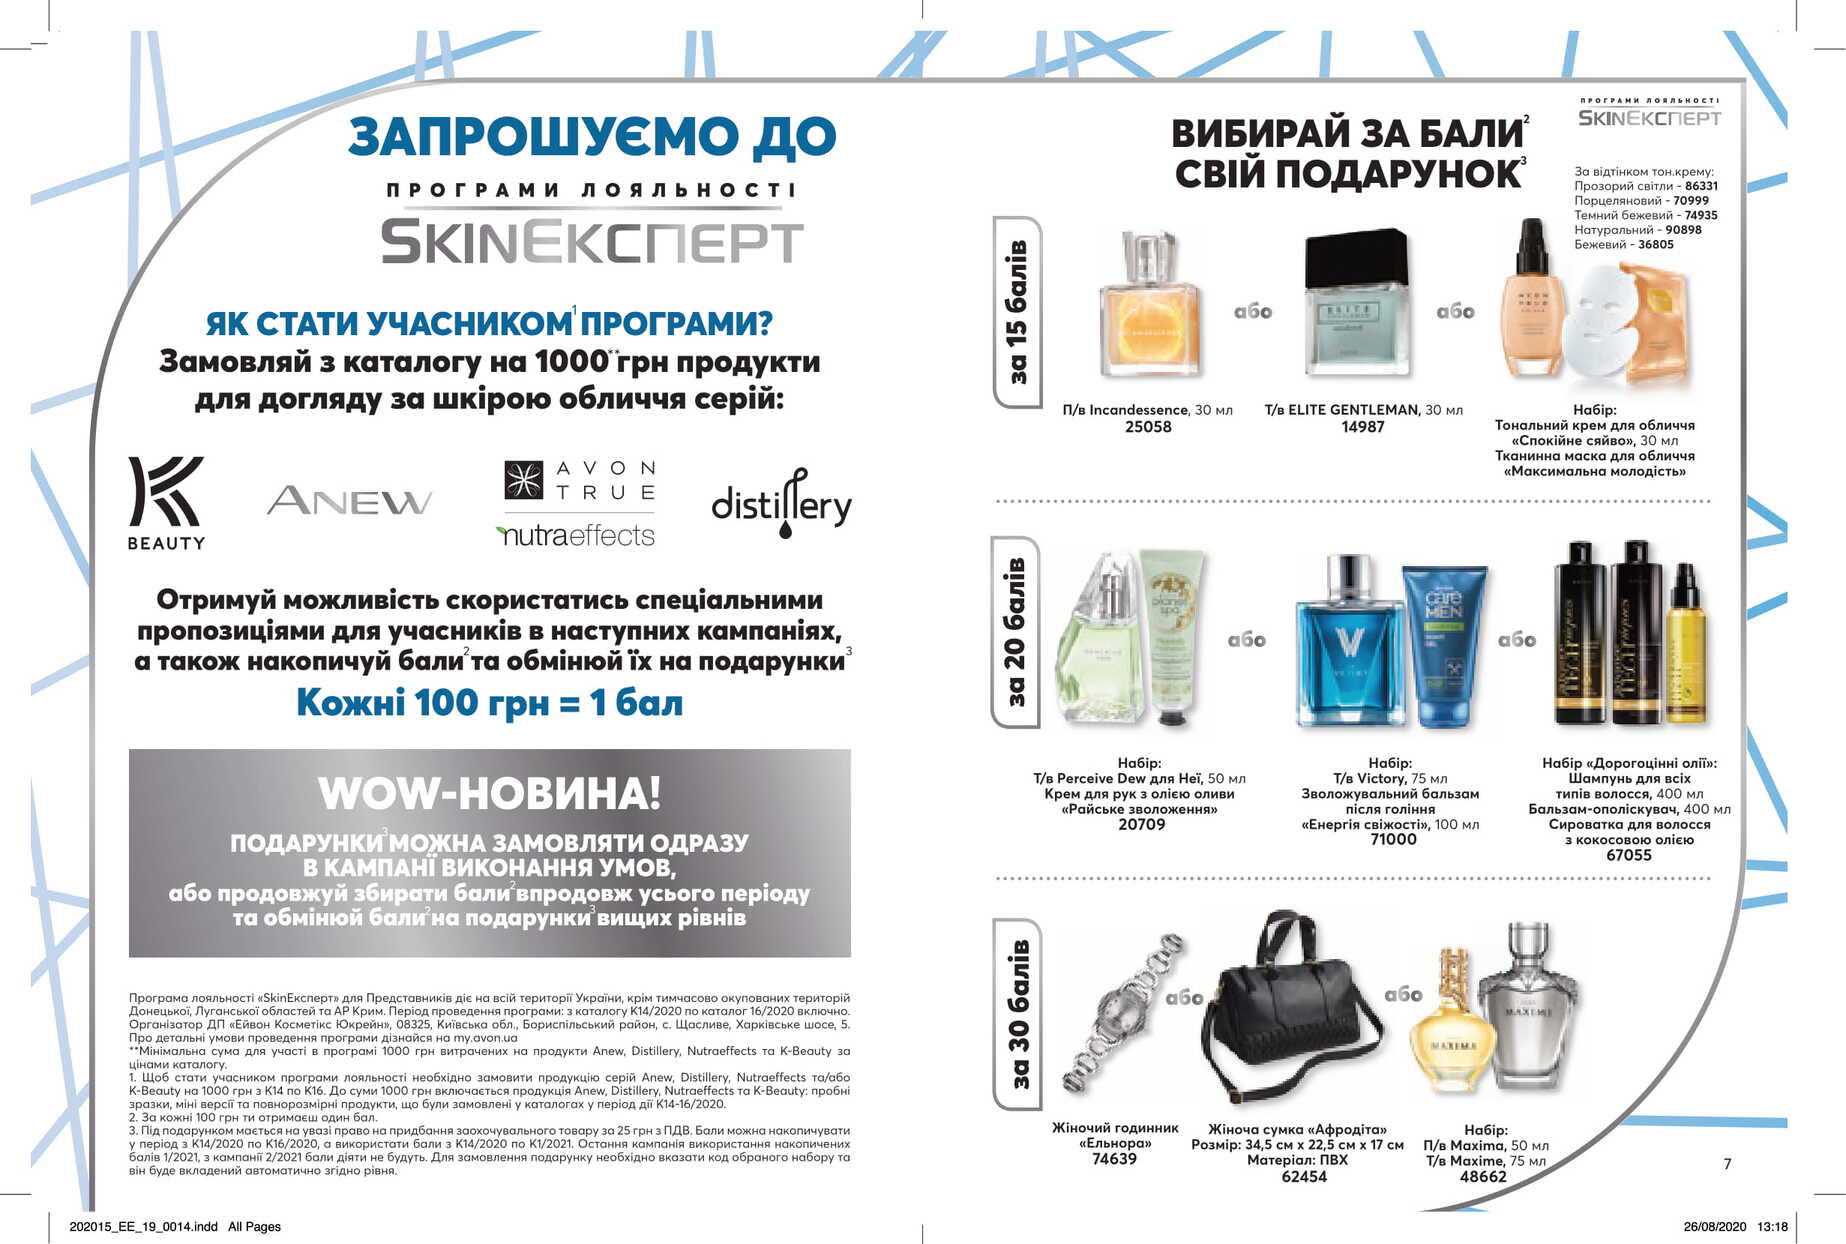 ЗАПРОШУЄМО ДО
ПРОГРАМИ ЛОЯЛЬНОСТІ
SKINЕКСПЕРТ
ЯК СТАТИ УЧАСНИКОМ¹ ПРОГРАМИ?
Замовляй з каталогу на 1000** грн продукти
для догляду за шкірою обличчя серій:
K BEAUTY
ANEW
AVON
TRUE
nutraeffects
distillery
Отримуй можливість скористатись спеціальними
пропозиціями для учасників в наступних кампаніях,
а також накопичуй бали² та обмінюй їх на подарунки³
Кожні 100 грн = 1 бал
WOW-НОВИНА!
ПОДАРУНКИ³ МОЖНА ЗАМОВЛЯТИ ОДРАЗУ
В КАМПАНІЇ ВИКОНАННЯ УМОВ,
або продовжуй збирати бали² впродовж усього періоду
та обмінюй бали² на подарунки³ вищих рівнів
Програма лояльності «SkinЕксперт» для Представників діє на всій території України, крім тимчасово окупованих територій
Донецької, Луганської областей та АР Крим. Період проведення програми: з каталогу К14/2020 по каталог 16/2020 включно.
Організатор ДП «Ейвон Косметікс Юкрейн», 08325, Київська обл., Бориспільський район, с. Щасливе, Харківське шосе, 5.
Про детальні умови проведення програми дізнайся на my.avon.ua
**Мінімальна сума для участі в програмі 1000 грн витрачених на продукти Anew, Distillery, Nutraeffects та K-Beauty за
цінами каталогу.
1. Щоб стати учасником програми лояльності необхідно замовити продукцію серій Anew, Distillery, Nutraeffects та/або
K-Beauty на 1000 грн з К14 по К16. До суми 1000 грн включається продукція Anew, Distillery, Nutraeffects та K-Beauty: пробні
зразки, міні версії та повнорозмірні продукти, що були замовлені у каталогах у період дії К14-16/2020.
2. За кожні 100 грн ти отримаєш один бал.
3. Під подарунком мається на увазі право на придбання заохочувального товару за 25 грн з ПДВ. Бали можна накопичувати
у період з К14/2020 по К16/2020, а використати бали з К14/2020 по К1/2021. Остання кампанія використання накопичених
балів 1/2021, з кампанії 2/2021 бали діяти не будуть. Для замовлення подарунку необхідно вказати код обраного набору та
він буде вкладений автоматично згідно рівня.
ВИБИРАЙ ЗА БАЛИ²
СВІЙ ПОДАРУНОК³
ПРОГРАМИ ЛОЯЛЬНОСТІ
SKINЕКСПЕРТ
За відтінком тон.крему:
Прозорий світли - 86331
Порцеляновий - 70999
Темний бежевий - 74935
Натуральний - 90898
Бежевий - 36805
за 15 балів
або
ELITE
або
AVON
TRUE
П/в Incandessence, 30 мл
25058
Т/в ELITE GENTLEMAN, 30 мл
14987
Набір:
Тональний крем для обличчя
«Спокійне сяйво», 30 мл
Тканинна маска для обличчя
«Максимальна молодість»
за 20 балів
planet
spa
або
V
VICTORY
care
MEN
або
Набір:
Т/в Perceive Dew для Неї, 50 мл
Крем для рук з олією оливи
«Райське зволоження»
20709
Набір:
Т/в Victory, 75 мл
Зволожувальний бальзам
після гоління
«Енергія свіжості», 100 мл
71000
Набір «Дорогоцінні олії»:
Шампунь для всіх
типів волосся, 400 мл
Бальзам-ополіскувач, 400 мл
Сироватка для волосся
з кокосовою олією
67055
за 30 балів
або
або
MAXIMA
MAXIME
Жіночий годинник
«Ельнора»
74639
Жіноча сумка «Афродіта»
Розмір: 34,5 см х 22,5 см х 17 см
Матеріал: ПВХ
62454
Набір:
П/в Maxima, 50 мл
Т/в Maxime, 75 мл
48662
7
202015_EE_19_0014.indd   All Pages
26/08/2020   13:18